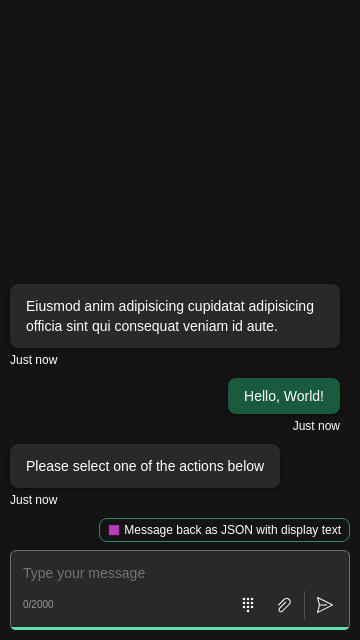 Eiusmod anim adipisicing cupidatat adipisicing
officia sint qui consequat veniam id aute.
Just now
Hello, World!
Just now
Please select one of the actions below
Just now
Message back as JSON with display text
Type your message
0/2000